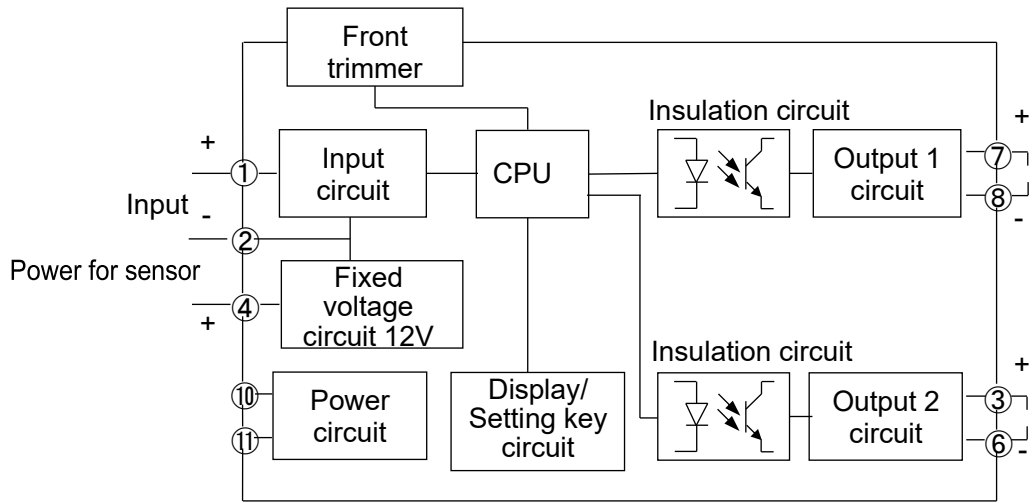 Front
trimmer
Insulation circuit
+
+
①
Input
circuit
CPU
Output 1
circuit
⑦
⑧
-
Input
-
②
Power for sensor
④
+
Fixed
voltage
circuit 12V
Insulation circuit
+
⑩
⑪
Power
circuit
Display/
Setting key
circuit
Output 2
circuit
③
⑥
-